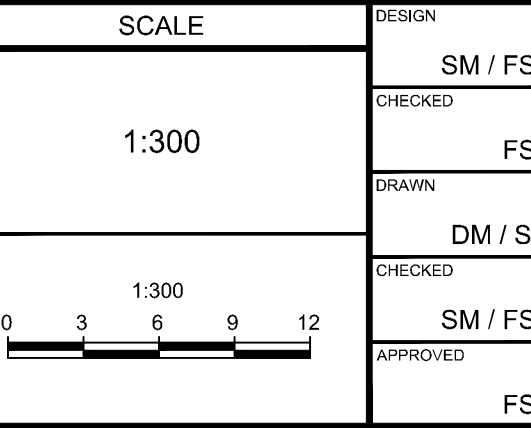 SCALE
1:300
1:300
0 3 6 9 12
DESIGN
SM / FS
CHECKED
FS
DRAWN
DM / S
CHECKED
SM / FS
APPROVED
FS